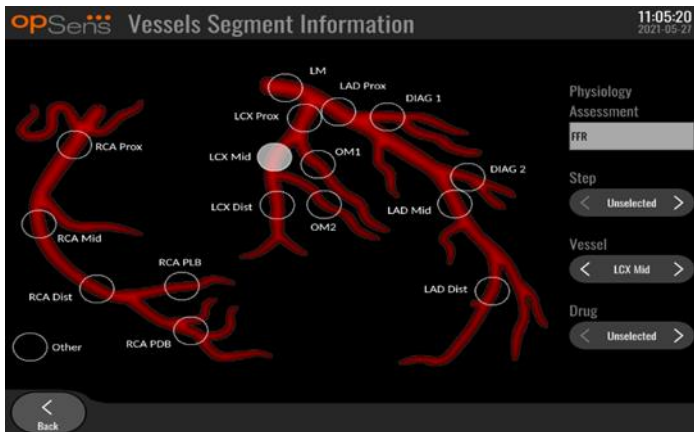 opSens Vessels Segment Information
11:05:20
2021-05-27
LM
LAD Prox
DIAG 1
LCX Prox
RCA Prox
LCX Mid
OM1
DIAG 2
LCX Dist
OM2
LAD Mid
RCA Mid
RCA PLB
RCA Dist
LAD Dist
RCA PDB
Other
Physiology
Assessment
FFR
Step
< Unselected >
Vessel
< LCX Mid >
Drug
< Unselected >
<
Back